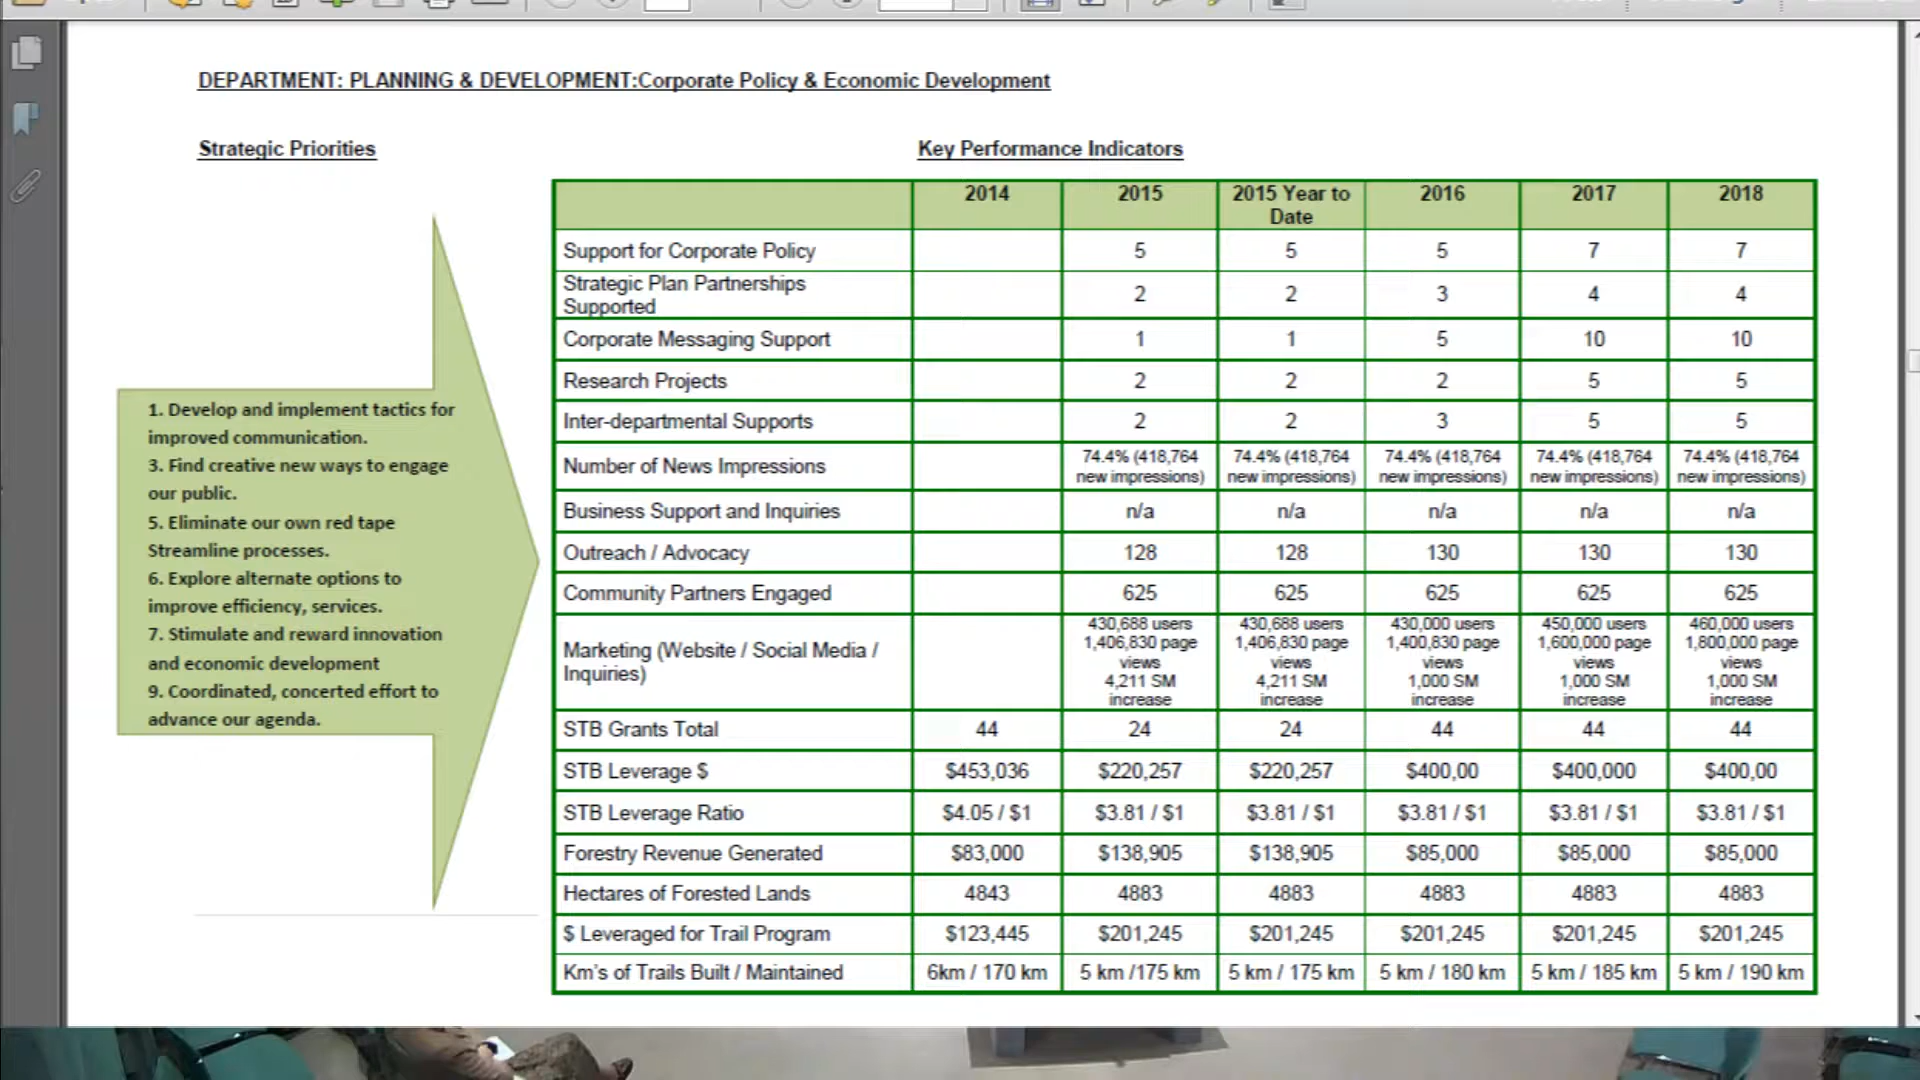 DEPARTMENT: PLANNING & DEVELOPMENT:Corporate Policy & Economic Development
Strategic Priorities
Key Performance Indicators
1. Develop and implement tactics for
improved communication.
3. Find creative new ways to engage
our public.
5. Eliminate our own red tape
Streamline processes.
6. Explore alternate options to
improve efficiency, services.
7. Stimulate and reward innovation
and economic development
9. Coordinated, concerted effort to
advance our agenda.
2014 2015 2015 Year to 2016 2017 2018
Date
Support for Corporate Policy 5 5 5 7 7
Strategic Plan Partnerships
Supported 2 2 3 4 4
Corporate Messaging Support 1 1 5 10 10
Research Projects 2 2 2 5 5
Inter-departmental Supports 2 2 3 5 5
Number of News Impressions 74.4% (418,764 74.4% (418,764 74.4% (418,764 74.4% (418,764 74.4% (418,764
new impressions) new impressions) new impressions) new impressions) new impressions)
Business Support and Inquiries n/a n/a n/a n/a n/a
Outreach / Advocacy 128 128 130 130 130
Community Partners Engaged 625 625 625 625 625
Marketing (Website / Social Media /
Inquiries)
430,688 users 430,688 users 430,000 users 450,000 users 460,000 users
1,406,830 page 1,406,830 page 1,400,830 page 1,600,000 page 1,800,000 page
views views views views views
4,211 SM 4,211 SM 1,000 SM 1,000 SM 1,000 SM
increase increase increase increase increase
STB Grants Total 44 24 24 44 44 44
STB Leverage $ $453,036 $220,257 $220,257 $400,00 $400,000 $400,00
STB Leverage Ratio $4.05 / $1 $3.81 / $1 $3.81 / $1 $3.81 / $1 $3.81 / $1 $3.81 / $1
Forestry Revenue Generated $83,000 $138,905 $138,905 $85,000 $85,000 $85,000
Hectares of Forested Lands 4843 4883 4883 4883 4883 4883
$ Leveraged for Trail Program $123,445 $201,245 $201,245 $201,245 $201,245 $201,245
Km's of Trails Built / Maintained 6km / 170 km 5 km /175 km 5 km / 175 km 5 km / 180 km 5 km / 185 km 5 km / 190 km